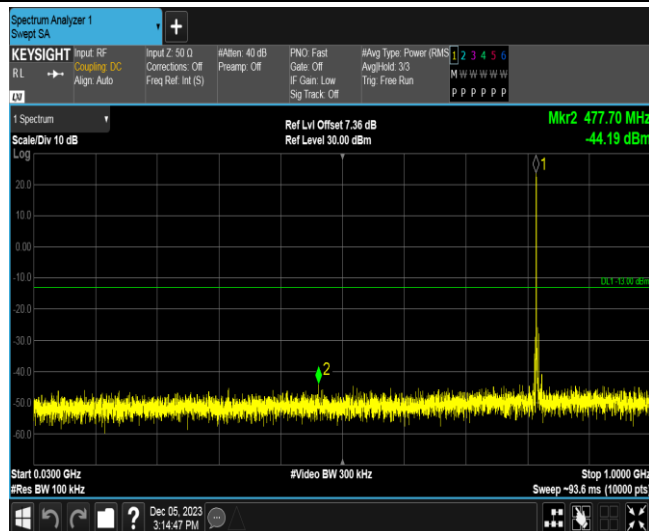 Spectrum Analyzer 1
Swept SA
+
KEYSIGHT
RL
LXI
Input: RF
Coupling: DC
Align: Auto
Input Z: 50 Ω
Corrections: Off
Freq Ref: Int (S)
#Atten: 40 dB
Preamp: Off
PNO: Fast
Gate: Off
IF Gain: Low
Sig Track: Off
#Avg Type: Power (RMS
Avg|Hold: 3/3
Trig: Free Run
1 2 3 4 5 6
M W W W W W
P P P P P P
1 Spectrum
Scale/Div 10 dB
Log
Ref Lvl Offset 7.36 dB
Ref Level 30.00 dBm
Mkr2 477.70 MHz
-44.19 dBm
1
20.0
10.0
0.00
-10.0
DL1 -13.00 dBm
-20.0
-30.0
-40.0
2
-50.0
-60.0
Start 0.0300 GHz
#Res BW 100 kHz
#Video BW 300 kHz
Stop 1.0000 GHz
Sweep ~93.6 ms (10000 pts)
?
Dec 05, 2023
3:14:47 PM